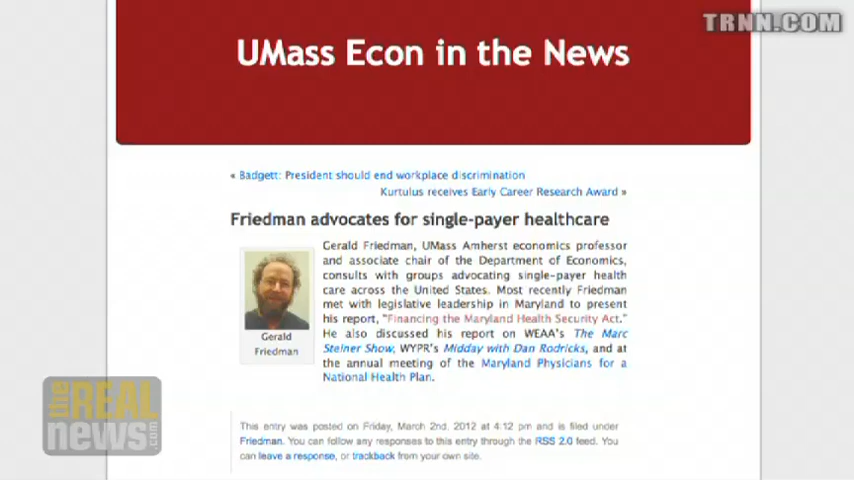 TRNN.COM
UMass Econ in the News
« Badgett: President should end workplace discrimination
Kurtulus receives Early Career Research Award »
Friedman advocates for single-payer healthcare
Gerald Friedman, UMass Amherst economics professor
and associate chair of the Department of Economics,
consults with groups advocating single-payer health
care across the United States. Most recently Friedman
met with legislative leadership in Maryland to present
his report, "Financing the Maryland Health Security Act."
He also discussed his report on WEAA's The Marc
Steiner Show, WYPR's Midday with Dan Rodricks, and at
the annual meeting of the Maryland Physicians for a
National Health Plan.
Gerald
Friedman
This entry was posted on Friday, March 2nd, 2012 at 4:12 pm and is filed under
Friedman. You can follow any responses to this entry through the RSS 2.0 feed. You
can leave a response, or trackback from your own site.
the
REAL
news.com